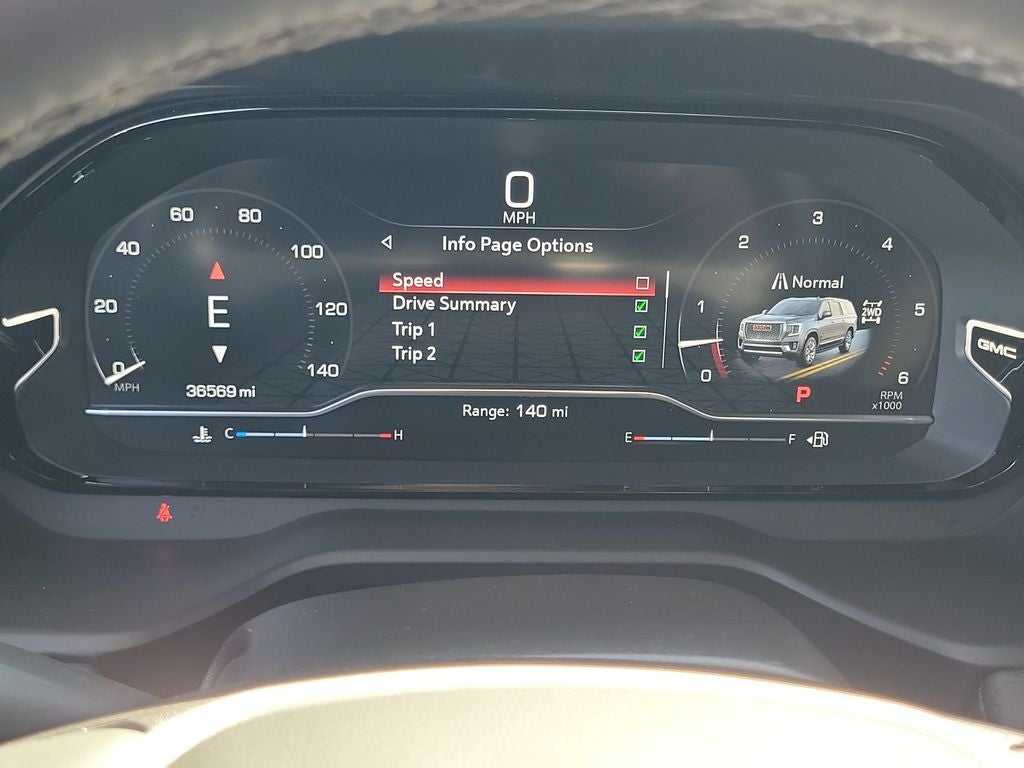 0
MPH
Info Page Options
Speed
Drive Summary
Trip 1
Trip 2
0
20
40
60
80
100
120
140
MPH
E
36569 mi
0
1
2
3
4
5
6
RPM
x1000
Normal
2WD
P
GMC
Range: 140 mi
C
H
E
F